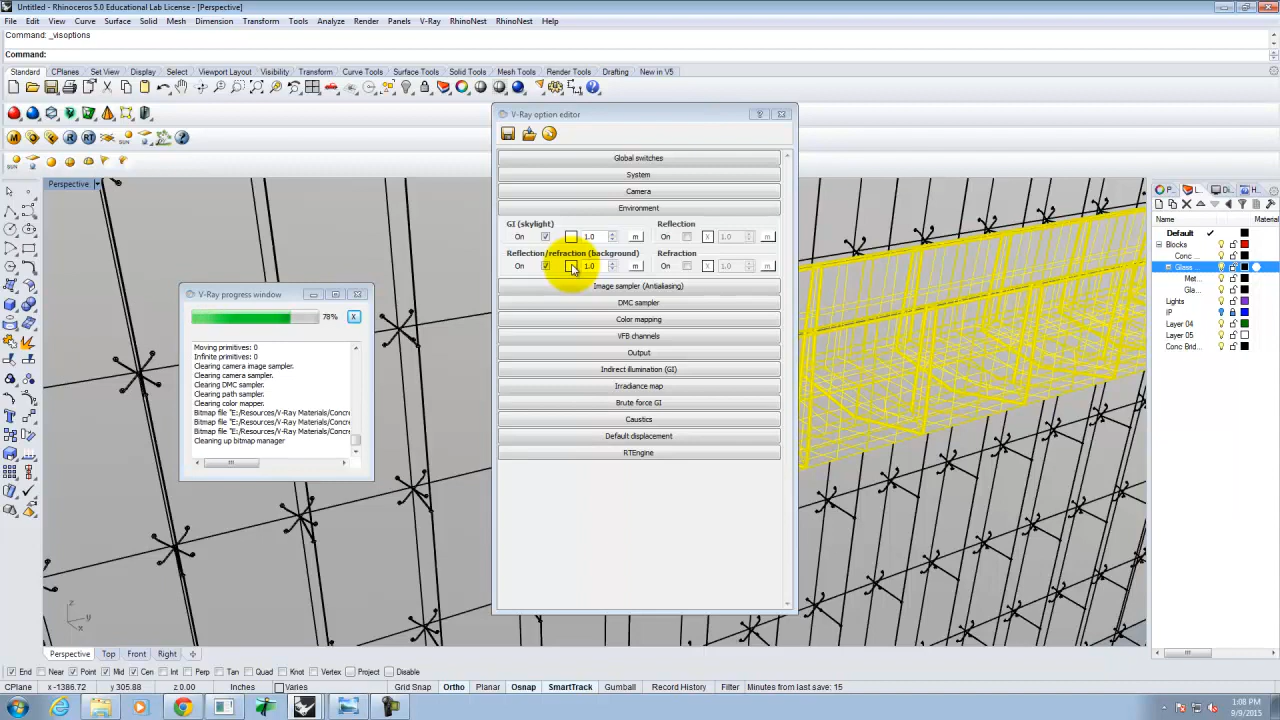 Untitled - Rhinoceros 5.0 Educational Lab License - [Perspective]
File Edit View Curve Surface Solid Mesh Dimension Transform Tools Analyze Render Panels V-Ray RhinoNest RhinoNest Help
Command: _visoptions
Command:
Standard CPlanes Set View Display Select Viewport Layout Visibility Transform Curve Tools Surface Tools Solid Tools Mesh Tools Render Tools Drafting New in V5
Perspective
V-Ray option editor
Global switches
System
Camera
Environment
GI (skylight) Reflection
On 1.0 m On X 1.0 m
Reflection/refraction (background) Refraction
On 1.0 m On X 1.0 m
Image sampler (Antialiasing)
DMC sampler
Color mapping
VFB channels
Output
Indirect illumination (GI)
Irradiance map
Brute force GI
Caustics
Default displacement
RTEngine
V-Ray progress window
78% X
Moving primitives: 0
Infinite primitives: 0
Clearing camera image sampler.
Clearing camera sampler.
Clearing DMC sampler.
Clearing path sampler.
Clearing color mapper.
Bitmap file "E:/Resources/V-Ray Materials/Concre
Bitmap file "E:/Resources/V-Ray Materials/Concre
Bitmap file "E:/Resources/V-Ray Materials/Concre
Cleaning up bitmap manager
P... L... Di... H...
Name
Default
Blocks
Conc ...
Glass ...
Met...
Gla...
Lights
IP
Layer 04
Layer 05
Conc Brid...
z
y
x
Perspective Top Front Right
End Near Point Mid Cen Int Perp Tan Quad Knot Vertex Project Disable
CPlane x -1386.72 y 305.88 z 0.00 Inches Varies Grid Snap Ortho Planar Osnap SmartTrack Gumball Record History Filter Minutes from last save: 15
1:08 PM
9/9/2015